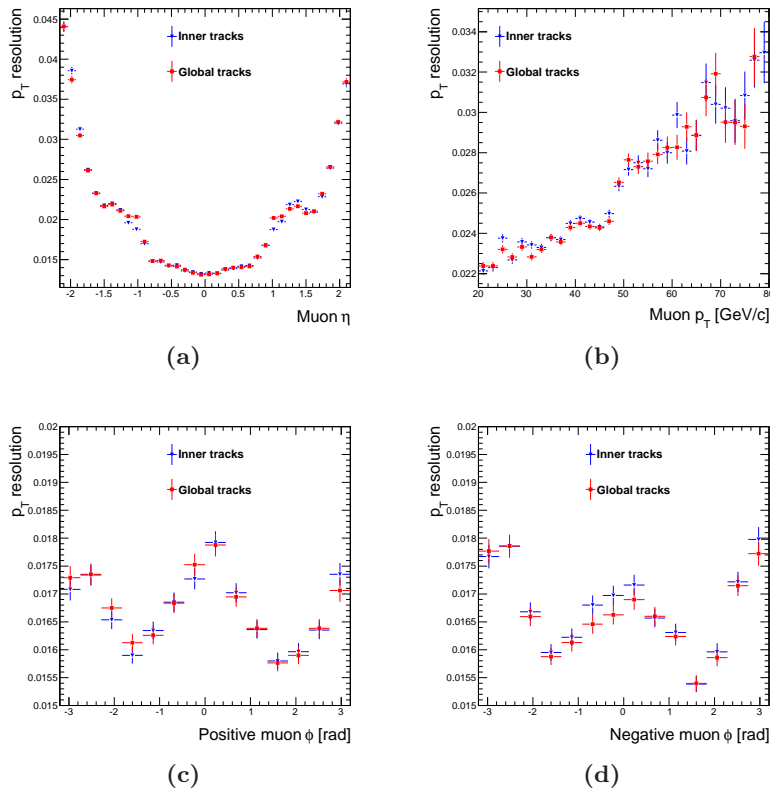 p_T resolution
0.045
0.04
0.035
0.03
0.025
0.02
0.015
Inner tracks
Global tracks
-2 -1.5 -1 -0.5 0 0.5 1 1.5 2
Muon η
(a)
p_T resolution
0.034
0.032
0.03
0.028
0.026
0.024
0.022
Inner tracks
Global tracks
20 30 40 50 60 70 80
Muon p_T [GeV/c]
(b)
p_T resolution
0.02
0.0195
0.019
0.0185
0.018
0.0175
0.017
0.0165
0.016
0.0155
0.015
Inner tracks
Global tracks
-3 -2 -1 0 1 2 3
Positive muon ϕ [rad]
(c)
p_T resolution
0.02
0.0195
0.019
0.0185
0.018
0.0175
0.017
0.0165
0.016
0.0155
0.015
Inner tracks
Global tracks
-3 -2 -1 0 1 2 3
Negative muon ϕ [rad]
(d)